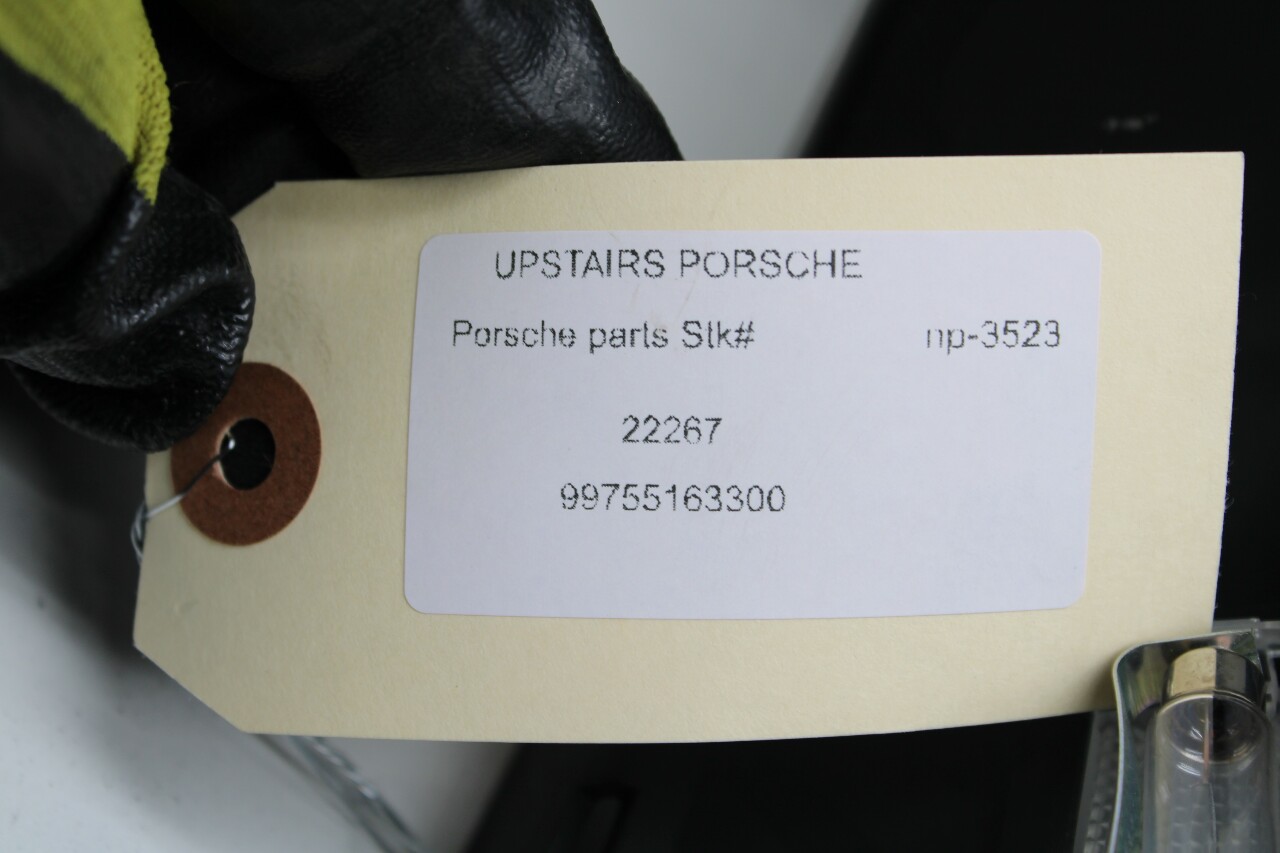 UPSTAIRS PORSCHE
Porsche parts Stk# np-3523
22267
99755163300